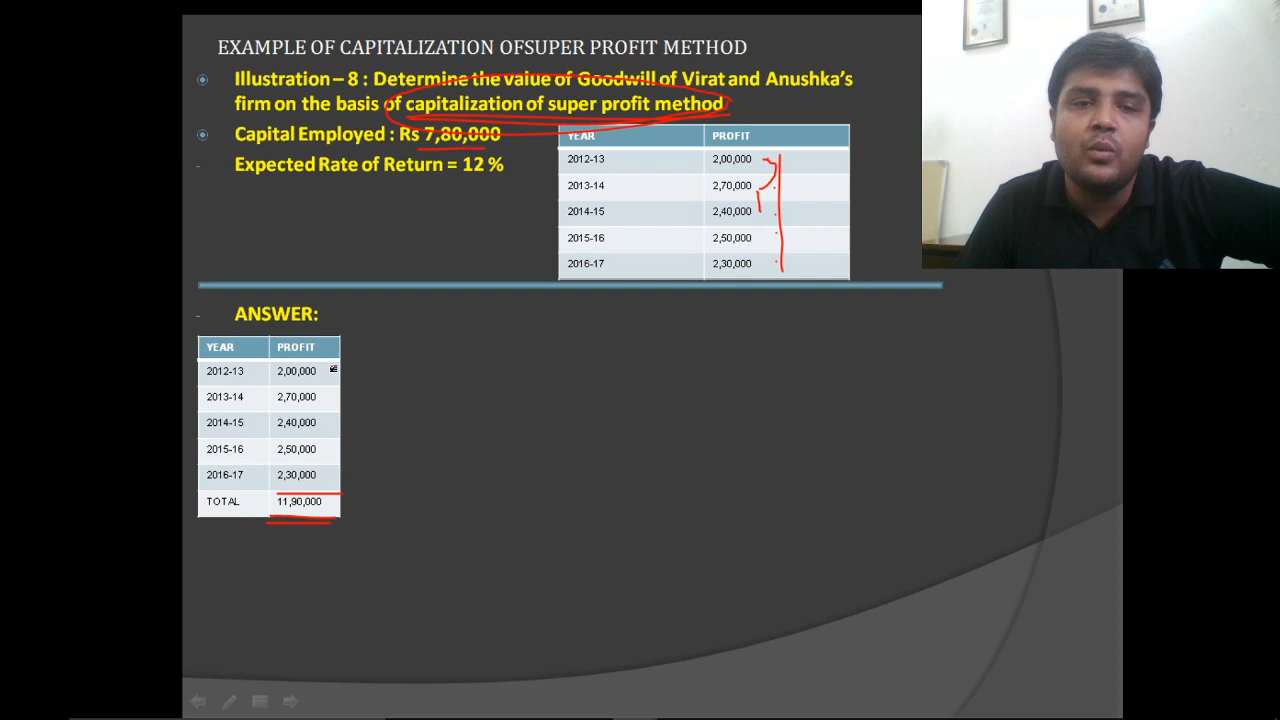 EXAMPLE OF CAPITALIZATION OFSUPER PROFIT METHOD
Illustration – 8 : Determine the value of Goodwill of Virat and Anushka's
firm on the basis of capitalization of super profit method
Capital Employed : Rs 7,80,000
Expected Rate of Return = 12 %
YEAR PROFIT
2012-13 2,00,000
2013-14 2,70,000
2014-15 2,40,000
2015-16 2,50,000
2016-17 2,30,000
ANSWER:
YEAR PROFIT
2012-13 2,00,000
2013-14 2,70,000
2014-15 2,40,000
2015-16 2,50,000
2016-17 2,30,000
TOTAL 11,90,000